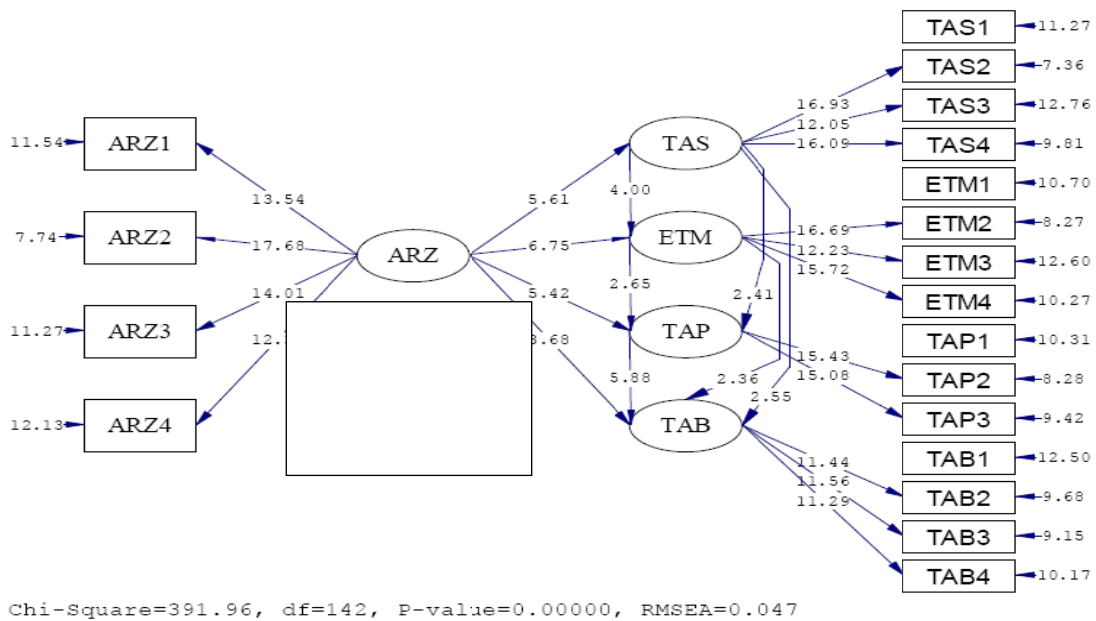 TAS1
11.27
TAS2
7.36
16.93
TAS3
12.76
12.05
11.54
ARZ1
TAS
16.09
TAS4
9.81
ETM1
10.70
13.54
5.61
4.00
16.69
ETM2
8.27
7.74
ARZ2
17.68
ARZ
6.75
ETM
12.23
ETM3
12.60
15.72
14.01
5.42
2.65
2.41
ETM4
10.27
11.27
ARZ3
TAP
TAP1
10.31
15.43
15.08
5.88
2.36
2.55
TAP2
8.28
12.13
ARZ4
TAB
TAP3
9.42
TAB1
12.50
11.44
11.56
11.29
TAB2
9.68
TAB3
9.15
TAB4
10.17
Chi-Square=391.96, df=142, P-value=0.00000, RMSEA=0.047